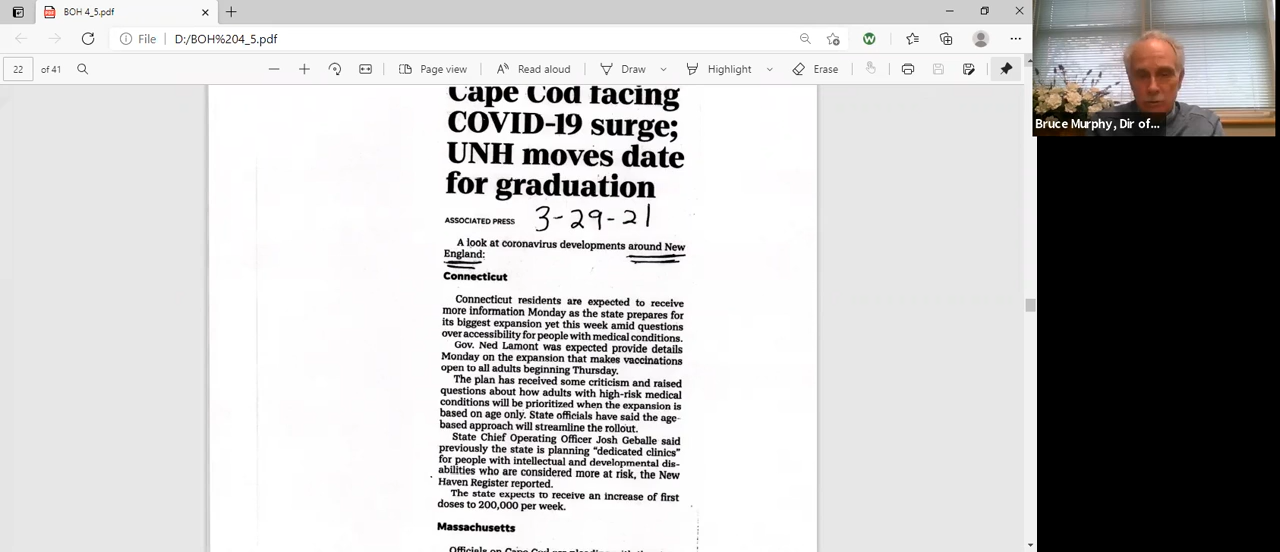 BOH 4_5.pdf
File
D:/BOH%204_5.pdf
22 of 41
Page view
Read aloud
Draw
Highlight
Erase
Bruce Murphy, Dir of...
Cape Cod facing
COVID-19 surge;
UNH moves date
for graduation
ASSOCIATED PRESS 3-29-21
A look at coronavirus developments around New
England:
Connecticut
Connecticut residents are expected to receive
more information Monday as the state prepares for
its biggest expansion yet this week amid questions
over accessibility for people with medical conditions.
Gov. Ned Lamont was expected provide details
Monday on the expansion that makes vaccinations
open to all adults beginning Thursday.
The plan has received some criticism and raised
questions about how adults with high-risk medical
conditions will be prioritized when the expansion is
based on age only. State officials have said the age-
based approach will streamline the rollout.
State Chief Operating Officer Josh Geballe said
previously the state is planning "dedicated clinics"
for people with intellectual and developmental dis-
abilities who are considered more at risk, the New
Haven Register reported.
The state expects to receive an increase of first
doses to 200,000 per week.
Massachusetts
Officials on Cape Cod are pleading with the